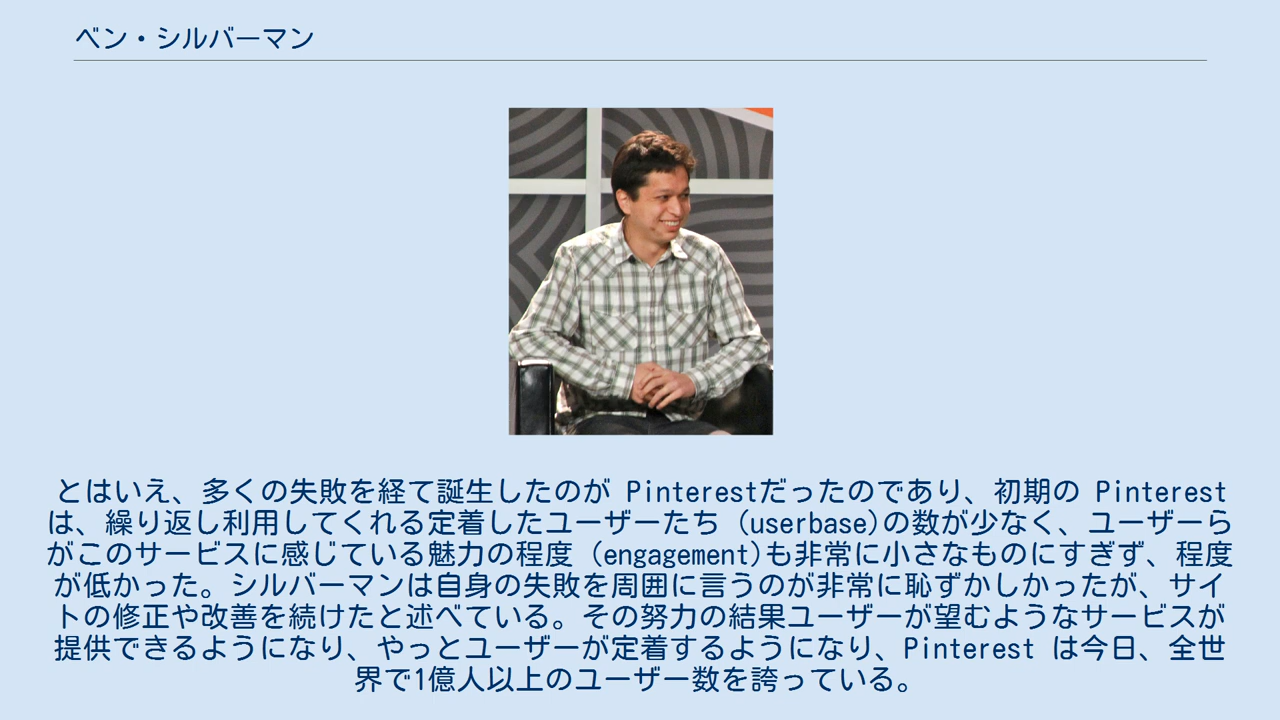 ベン・シルバーマン
とはいえ、多くの失敗を経て誕生したのが Pinterestだったのであり、初期の Pinterest
は、繰り返し利用してくれる定着したユーザーたち (userbase)の数が少なく、ユーザーら
がこのサービスに感じている魅力の程度 (engagement)も非常に小さなものにすぎず、程度
が低かった。シルバーマンは自身の失敗を周囲に言うのが非常に恥ずかしかったが、サイ
トの修正や改善を続けたと述べている。その努力の結果ユーザーが望むようなサービスが
提供できるようになり、やっとユーザーが定着するようになり、Pinterest は今日、全世
界で1億人以上のユーザー数を誇っている。